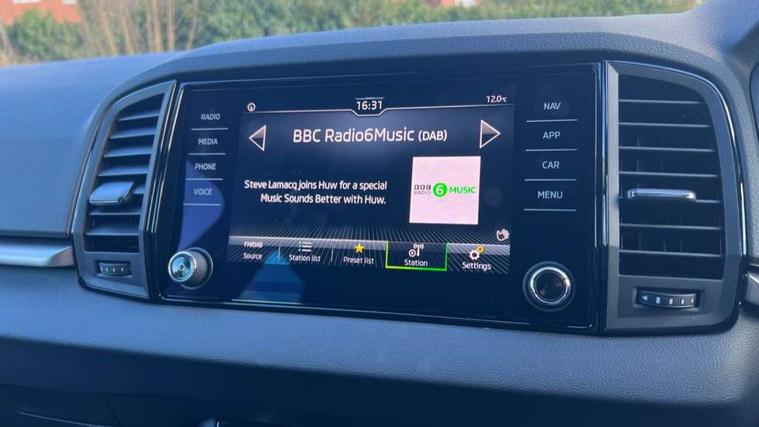 16:31
12.0°C
RADIO
MEDIA
PHONE
VOICE
BBC Radio6Music (DAB)
Steve Lamacq joins Huw for a special
Music Sounds Better with Huw.
BBC
RADIO 6 MUSIC
FM/DAB
Source
Station list
Preset list
Station
Settings
NAV
APP
CAR
MENU